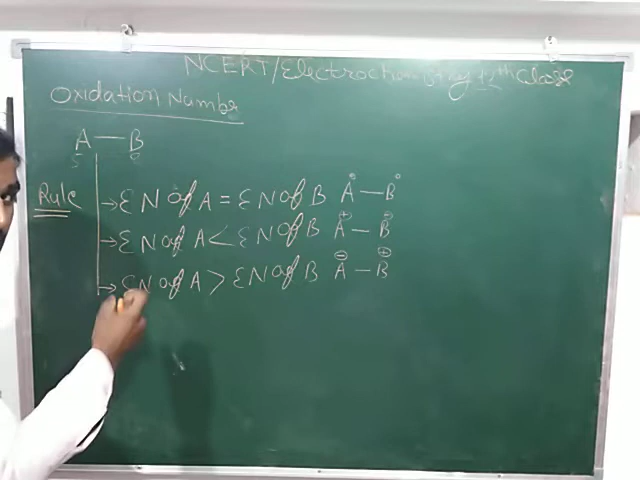 NCERT/Electrochemistry 12th Class
Oxidation Number
A — B
Rule → EN of A = EN of B A° — B°
→ EN of A < EN of B A⊕ — B⊖
→ EN of A > EN of B A⊖ — B⊕